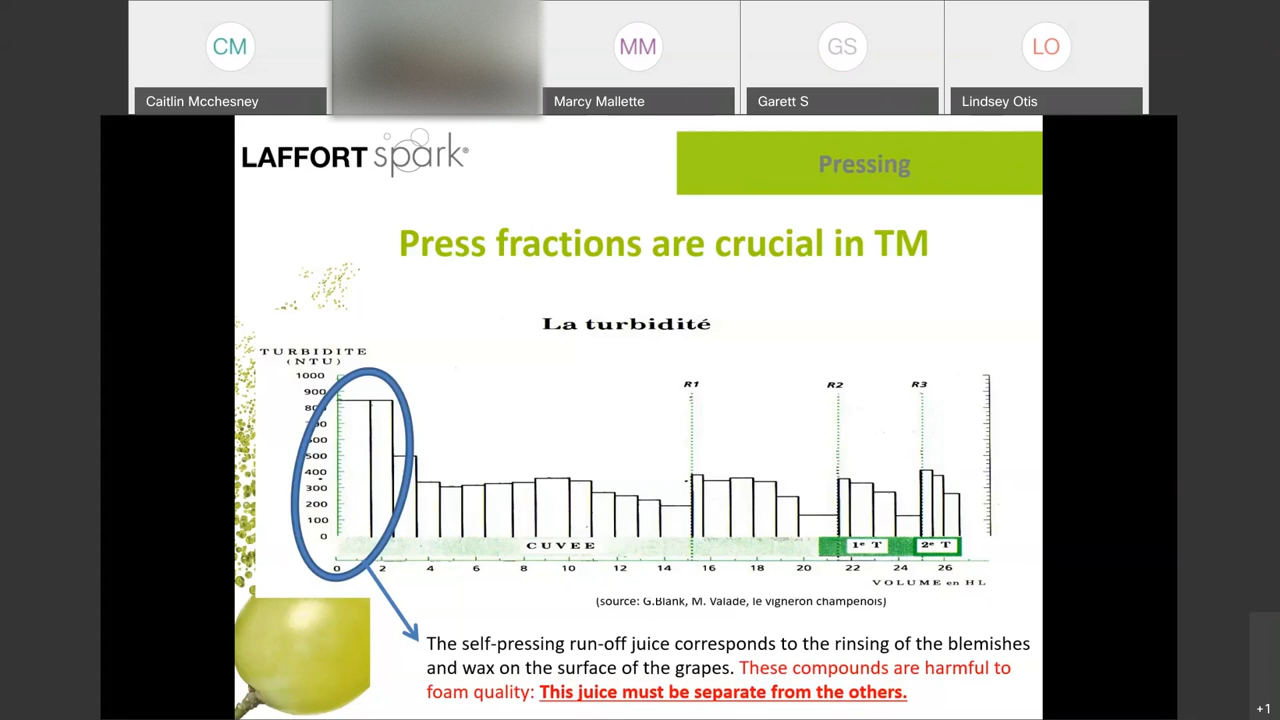 CM
MM
GS
LO
Caitlin Mcchesney
Marcy Mallette
Garett S
Lindsey Otis
LAFFORT spark®
Pressing
Press fractions are crucial in TM
La turbidité
TURBIDITE
(NTU)
1000
900
500
400
300
200
100
0
R1
R2
R3
CUVEE
1e T
2e T
0 2 4 6 8 10 12 14 16 18 20 22 24 26
VOLUME en HL
(source: G.Blank, M. Valade, le vigneron champenois)
The self-pressing run-off juice corresponds to the rinsing of the blemishes
and wax on the surface of the grapes. These compounds are harmful to
foam quality: This juice must be separate from the others.
+1